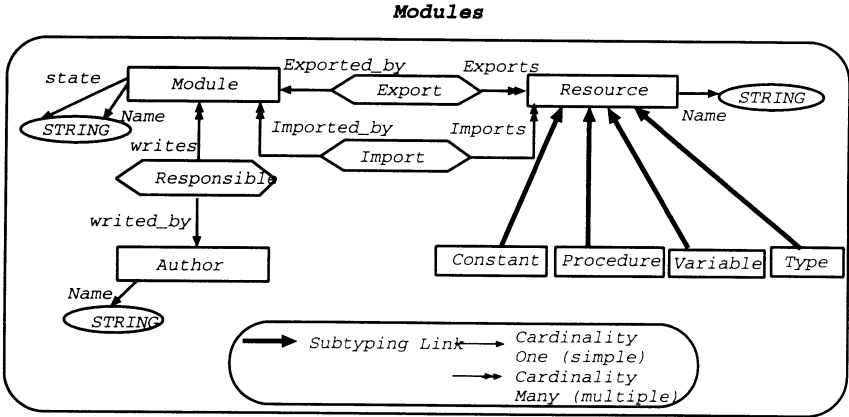 Modules
Exported_by
Exports
state
Module
Export
Resource
STRING
Name
Name
STRING
Imported_by
Imports
writes
Import
Responsible
writed_by
Author
Constant
Procedure
Variable
Type
Name
STRING
Subtyping Link
Cardinality
One (simple)
Cardinality
Many (multiple)